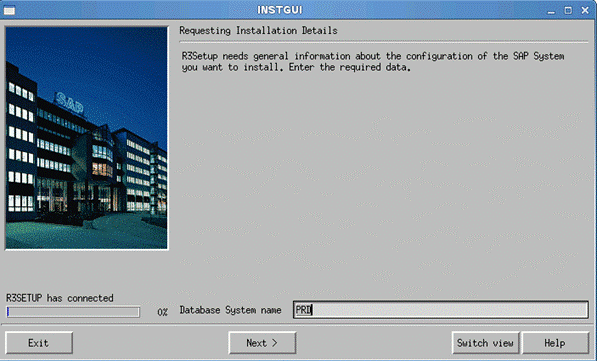 INSTGUI
Requesting Installation Details
R3Setup needs general information about the configuration of the SAP System
you want to install. Enter the required data.
SAP
R3SETUP has connected
0%
Database System name
PRD
Exit
Next >
Switch view
Help